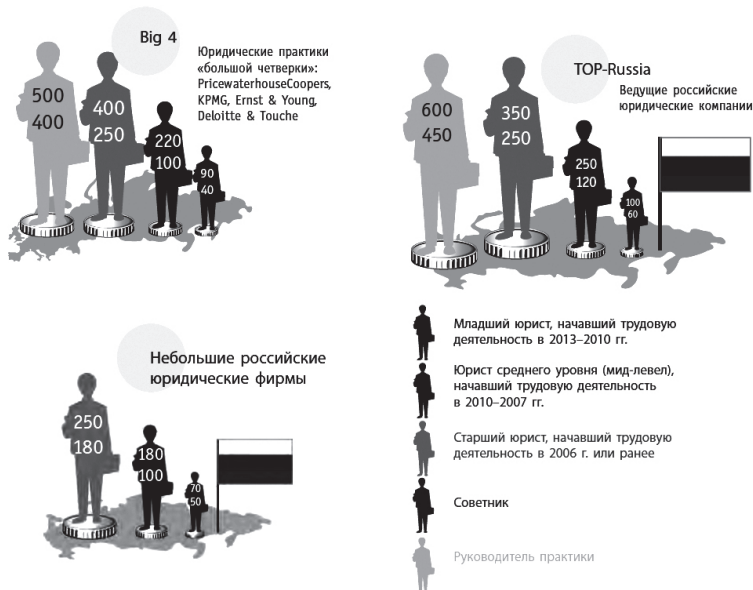 Big 4
Юридические практики
«большой четверки»:
PricewaterhouseCoopers,
KPMG, Ernst & Young,
Deloitte & Touche
500
400
400
250
220
100
90
40
TOP-Russia
Ведущие российские
юридические компании
600
450
350
250
250
120
100
60
Небольшие российские
юридические фирмы
250
180
180
100
70
50
Младший юрист, начавший трудовую
деятельность в 2013–2010 гг.
Юрист среднего уровня (мид-левел),
начавший трудовую деятельность
в 2010–2007 гг.
Старший юрист, начавший трудовую
деятельность в 2006 г. или ранее
Советник
Руководитель практики